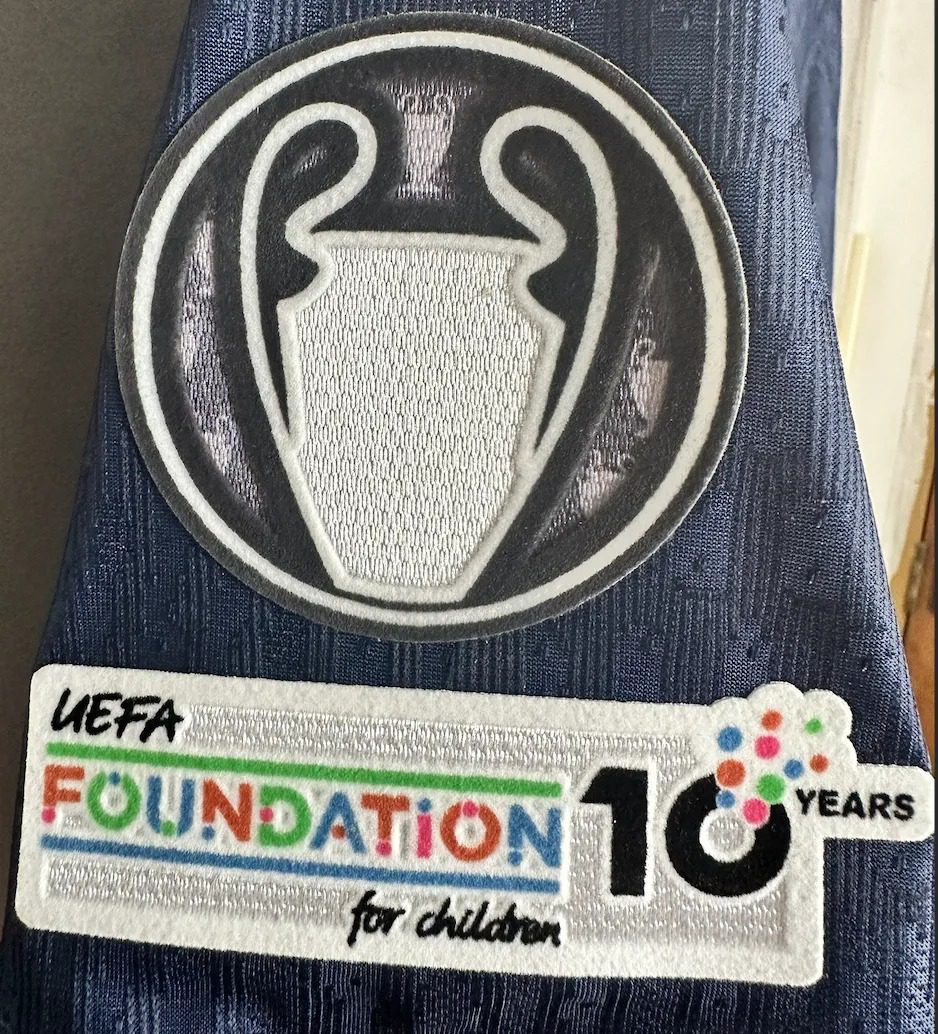 UEFA
FOUNDATION
for children
10 YEARS